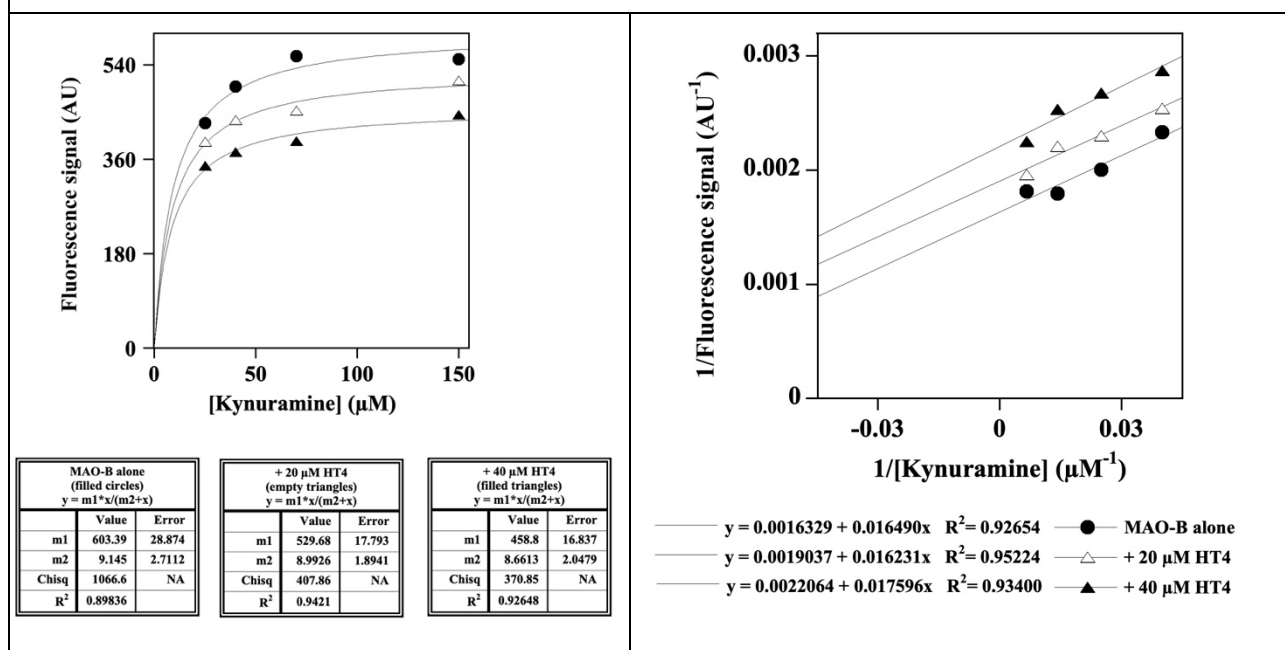 Fluorescence signal (AU)
540
360
180
0
0 50 100 150
[Kynuramine] (µM)
MAO-B alone
(filled circles)
y = m1*x/(m2+x)
Value Error
m1 603.39 28.874
m2 9.145 2.7112
Chisq 1066.6 NA
R² 0.89836
+ 20 µM HT4
(empty triangles)
y = m1*x/(m2+x)
Value Error
m1 529.68 17.793
m2 8.9926 1.8941
Chisq 407.86 NA
R² 0.9421
+ 40 µM HT4
(filled triangles)
y = m1*x/(m2+x)
Value Error
m1 458.8 16.837
m2 8.6613 2.0479
Chisq 370.85 NA
R² 0.92648
1/Fluorescence signal (AU⁻¹)
0.003
0.002
0.001
0
-0.03 0 0.03
1/[Kynuramine] (µM⁻¹)
y = 0.0016329 + 0.016490x R²= 0.92654 MAO-B alone
y = 0.0019037 + 0.016231x R²= 0.95224 + 20 µM HT4
y = 0.0022064 + 0.017596x R²= 0.93400 + 40 µM HT4